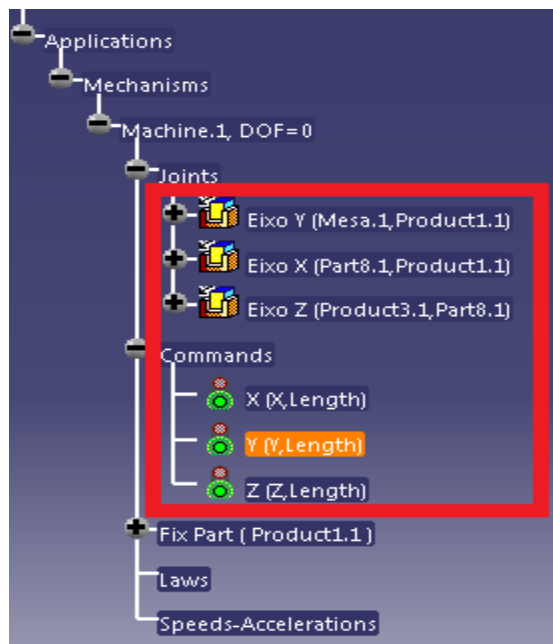 Applications
Mechanisms
Machine.1, DOF=0
Joints
Eixo Y (Mesa.1,Product1.1)
Eixo X (Part8.1,Product1.1)
Eixo Z (Product3.1,Part8.1)
Commands
X (X,Length)
Y (Y,Length)
Z (Z,Length)
Fix Part ( Product1.1 )
Laws
Speeds-Accelerations